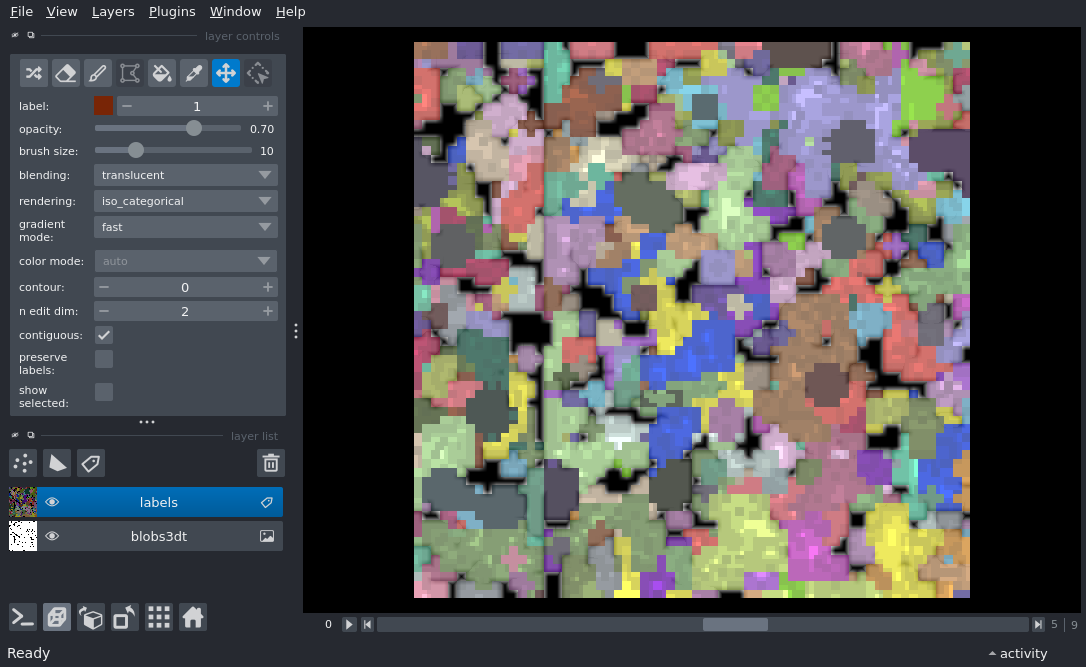 File View Layers Plugins Window Help
layer controls
label: 1
opacity: 0.70
brush size: 10
blending: translucent
rendering: iso_categorical
gradient
mode: fast
color mode: auto
contour: 0
n edit dim: 2
contiguous:
preserve
labels:
show
selected:
layer list
labels
blobs3dt
0 5 9
Ready activity